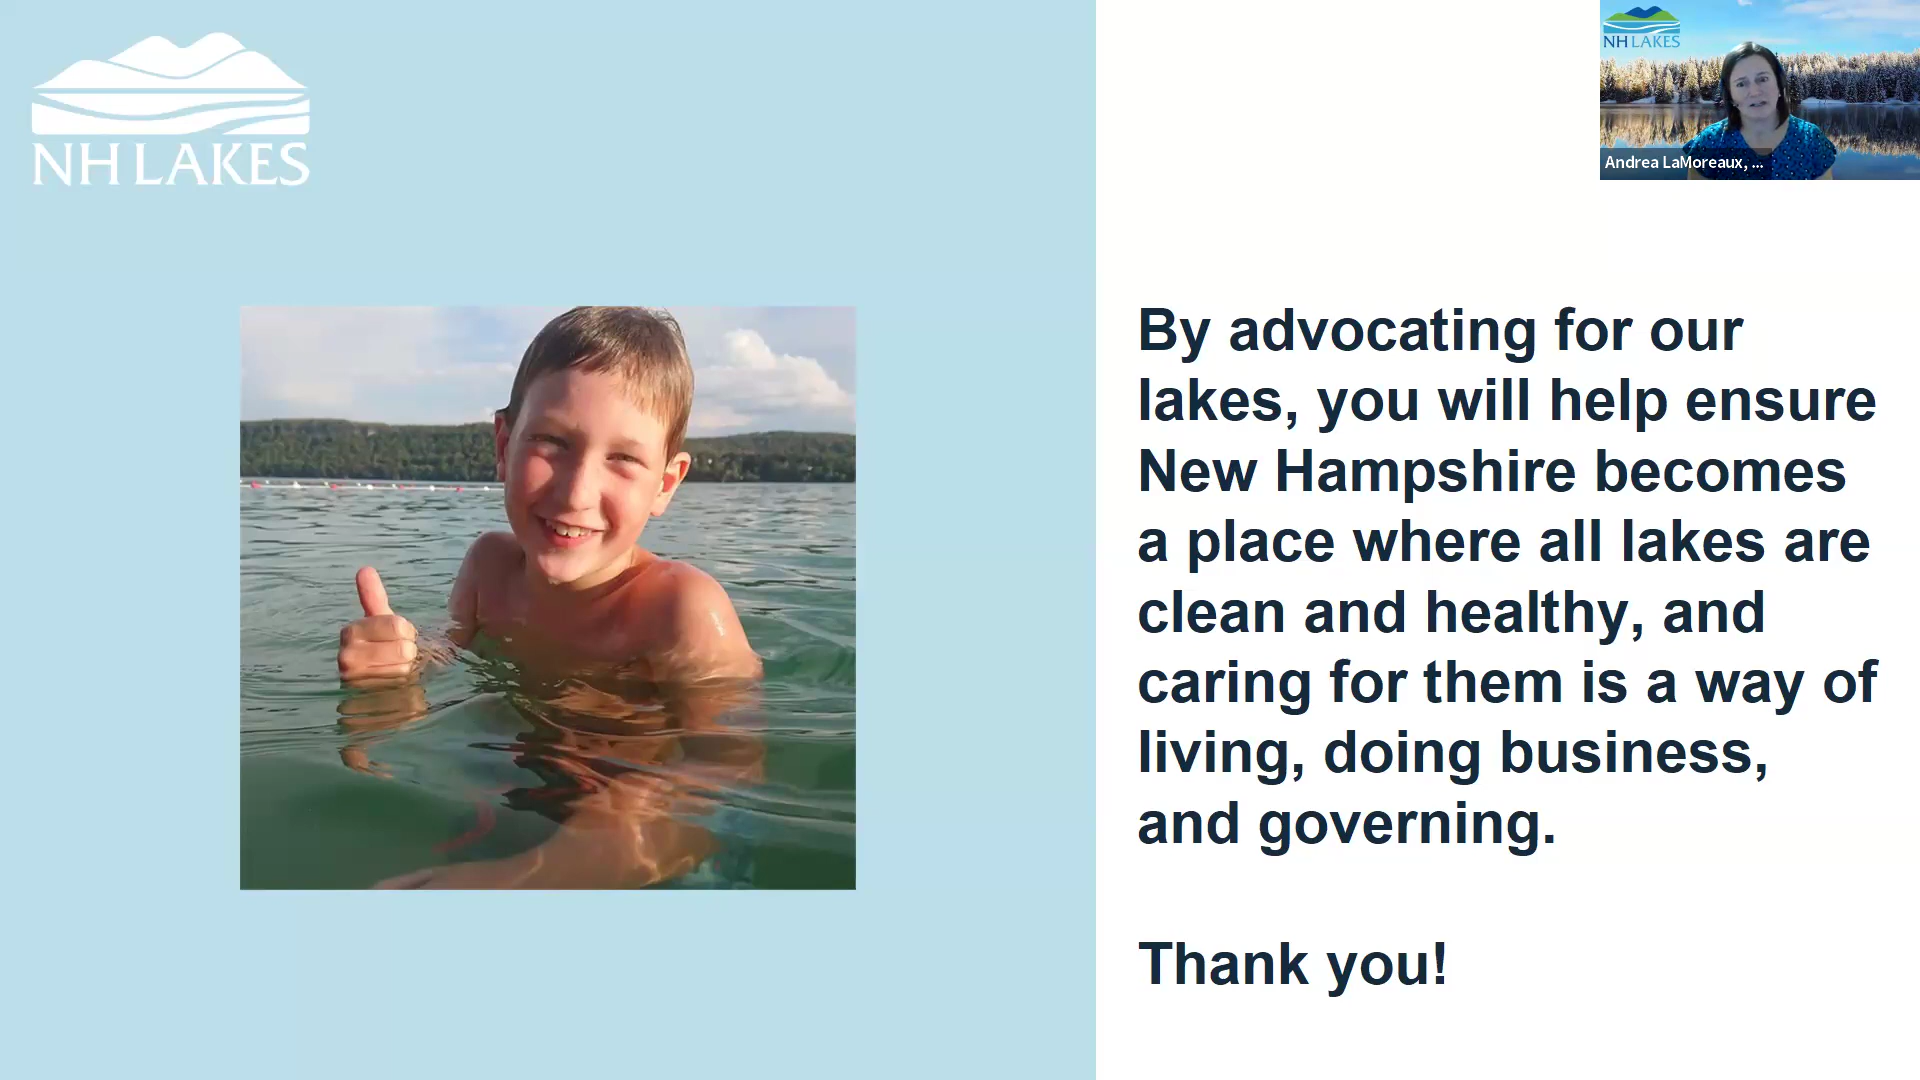 NH LAKES
NH LAKES
Andrea LaMoreaux, ...
By advocating for our
lakes, you will help ensure
New Hampshire becomes
a place where all lakes are
clean and healthy, and
caring for them is a way of
living, doing business,
and governing.
Thank you!